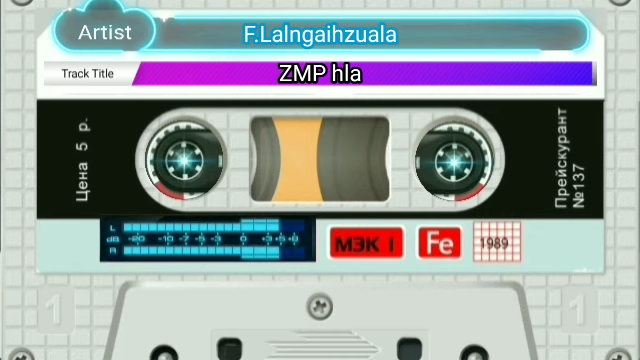 Artist
F.Lalngaihzuala
Track Title
ZMP hla
Цена 5 р.
Прейскурант
№137
L
dB -20 -10 -7 -5 -3 0 +3 +5 +8
R
МЭК I
Fe
1989
1
1